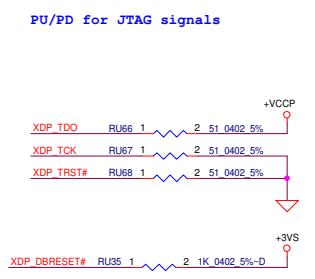 PU/PD for JTAG signals
+VCCP
XDP_TDO RU66 1 2 51_0402_5%
XDP_TCK RU67 1 2 51_0402_5%
XDP_TRST# RU68 1 2 51_0402_5%
+3VS
XDP_DBRESET# RU35 1 2 1K_0402_5%~D